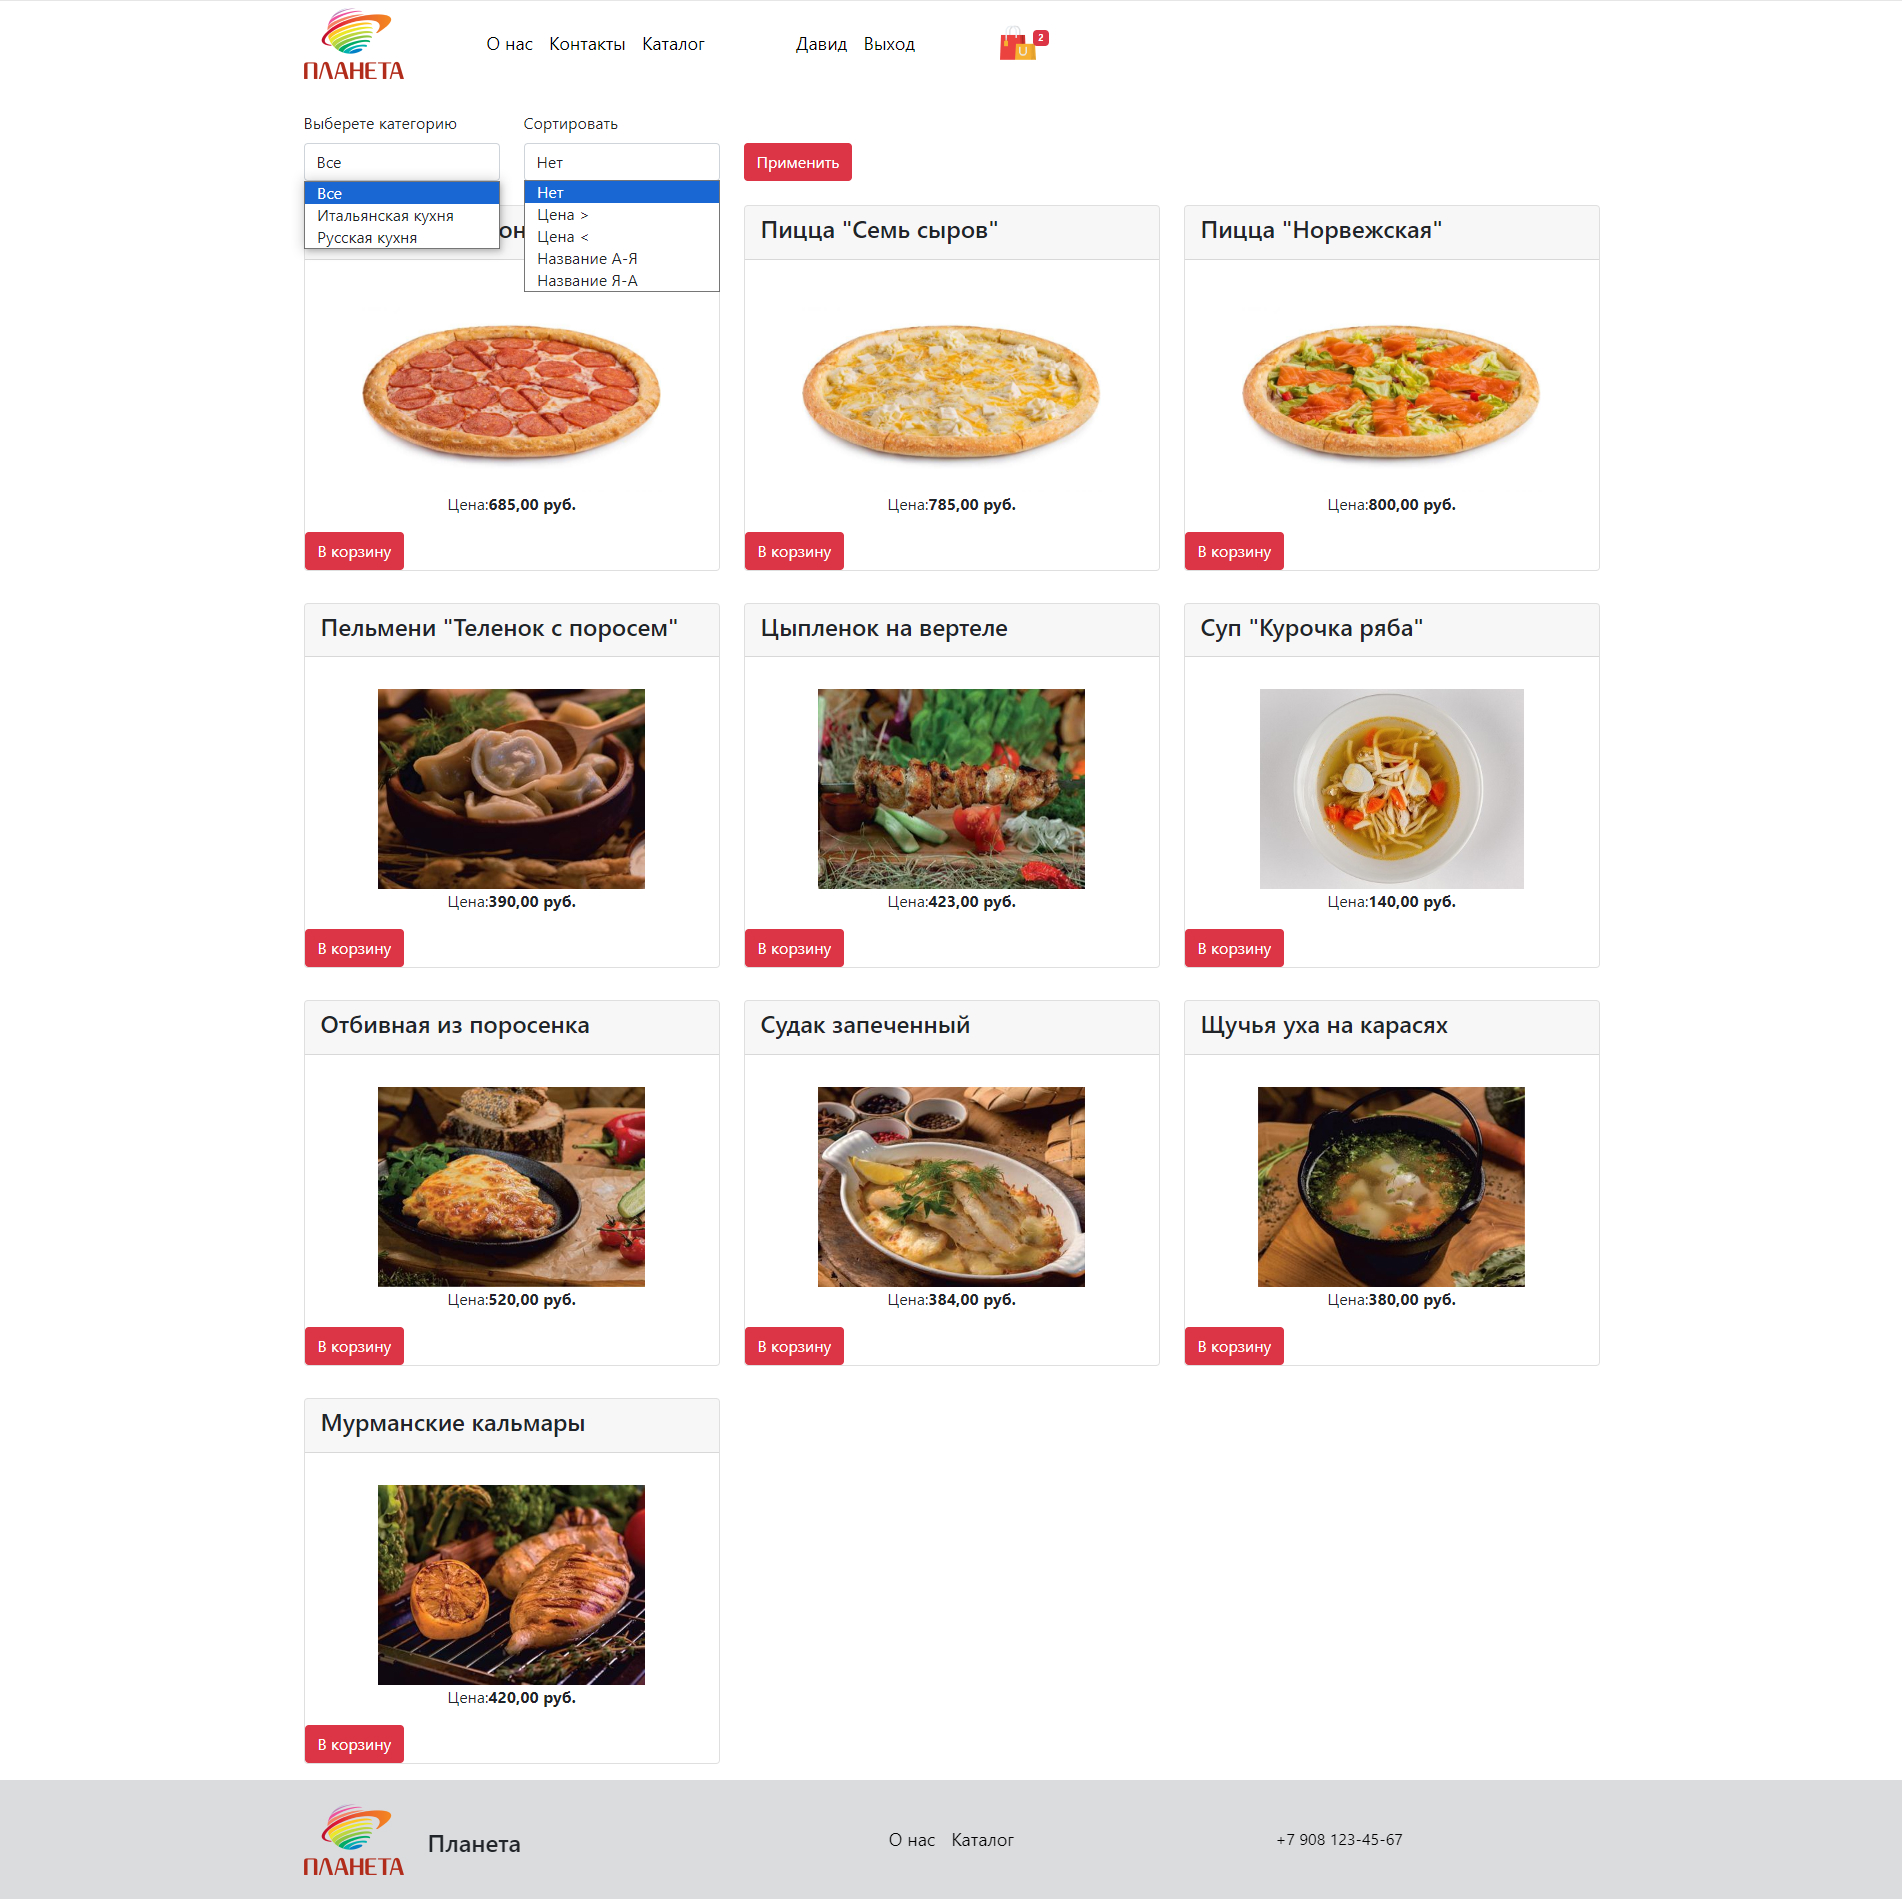 ПЛАНЕТА
О нас Контакты Каталог Давид Выход 2
Выберете категорию Сортировать
Все Нет Применить
Все
Итальянская кухня
Русская кухня
Нет
Цена >
Цена <
Название А-Я
Название Я-А
Пицца "Семь сыров"
Пицца "Норвежская"
Цена:685,00 руб. Цена:785,00 руб. Цена:800,00 руб.
В корзину В корзину В корзину
Пельмени "Теленок с поросем" Цыпленок на вертеле Суп "Курочка ряба"
Цена:390,00 руб. Цена:423,00 руб. Цена:140,00 руб.
В корзину В корзину В корзину
Отбивная из поросенка Судак запеченный Щучья уха на карасях
Цена:520,00 руб. Цена:384,00 руб. Цена:380,00 руб.
В корзину В корзину В корзину
Мурманские кальмары
Цена:420,00 руб.
В корзину
ПЛАНЕТА
Планета О нас Каталог +7 908 123-45-67